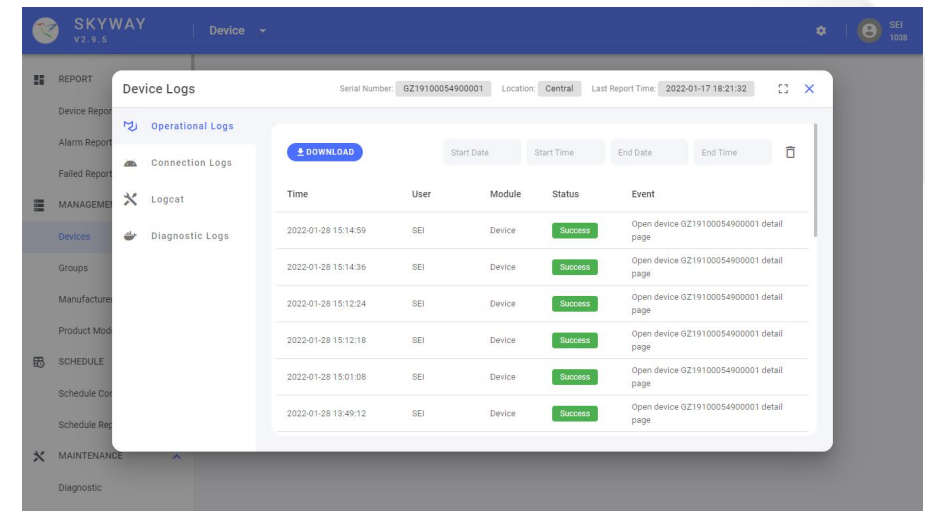 SKYWAY
V2.9.5
Device
SEI
1038
REPORT
Device Repor
Alarm Report
Failed Report
MANAGEME
Devices
Groups
Manufacture
Product Mod
SCHEDULE
Schedule Con
Schedule Rep
MAINTENANCE
Diagnostic
Device Logs
Serial Number: GZ19100054900001 Location: Central Last Report Time: 2022-01-17 18:21:32
Operational Logs
Connection Logs
Logcat
Diagnostic Logs
DOWNLOAD Start Date Start Time End Date End Time
Time User Module Status Event
2022-01-28 15:14:59 SEI Device Success Open device GZ19100054900001 detail
page
2022-01-28 15:14:36 SEI Device Success Open device GZ19100054900001 detail
page
2022-01-28 15:12:24 SEI Device Success Open device GZ19100054900001 detail
page
2022-01-28 15:12:18 SEI Device Success Open device GZ19100054900001 detail
page
2022-01-28 15:01:08 SEI Device Success Open device GZ19100054900001 detail
page
2022-01-28 13:49:12 SEI Device Success Open device GZ19100054900001 detail
page